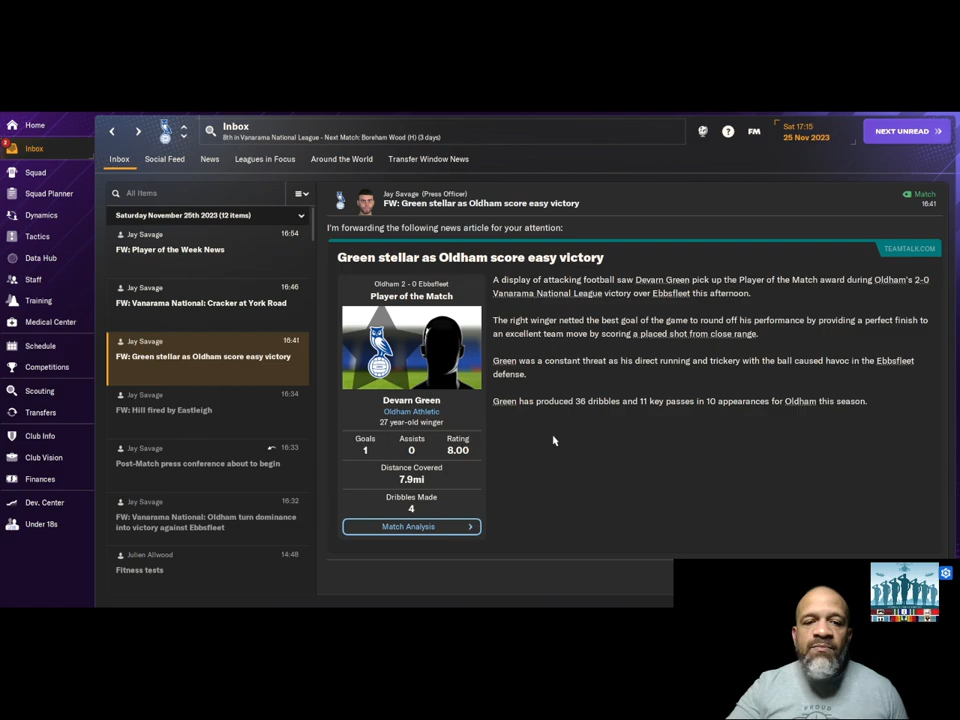 Home
Inbox
Squad
Squad Planner
Dynamics
Tactics
Data Hub
Staff
Training
Medical Center
Schedule
Competitions
Scouting
Transfers
Club Info
Club Vision
Finances
Dev. Center
Under 18s
Inbox
8th in Vanarama National League - Next Match: Boreham Wood (H) (3 days)
FM
Sat 17:15
25 Nov 2023
NEXT UNREAD
Inbox Social Feed News Leagues in Focus Around the World Transfer Window News
All Items
Saturday November 25th 2023 (12 items)
Jay Savage 16:54
FW: Player of the Week News
Jay Savage 16:46
FW: Vanarama National: Cracker at York Road
Jay Savage 16:41
FW: Green stellar as Oldham score easy victory
Jay Savage 16:34
FW: Hill fired by Eastleigh
Jay Savage 16:33
Post-Match press conference about to begin
Jay Savage 16:32
FW: Vanarama National: Oldham turn dominance
into victory against Ebbsfleet
Julien Allwood 14:48
Fitness tests
Jay Savage (Press Officer)
FW: Green stellar as Oldham score easy victory
Match
16:41
I'm forwarding the following news article for your attention:
TEAMTALK.COM
Green stellar as Oldham score easy victory
Oldham 2 - 0 Ebbsfleet
Player of the Match
Devarn Green
Oldham Athletic
27 year-old winger
Goals Assists Rating
1 0 8.00
Distance Covered
7.9mi
Dribbles Made
4
Match Analysis
A display of attacking football saw Devarn Green pick up the Player of the Match award during Oldham's 2-0
Vanarama National League victory over Ebbsfleet this afternoon.
The right winger netted the best goal of the game to round off his performance by providing a perfect finish to
an excellent team move by scoring a placed shot from close range.
Green was a constant threat as his direct running and trickery with the ball caused havoc in the Ebbsfleet
defense.
Green has produced 36 dribbles and 11 key passes in 10 appearances for Oldham this season.
PROUD